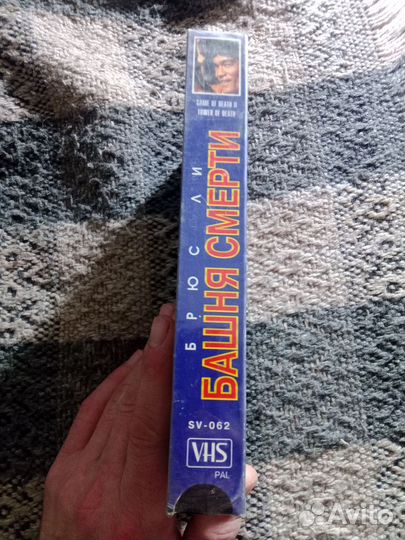 GAME OF DEATH II
TOWER OF DEATH
БРЮС ЛИ
БАШНЯ СМЕРТИ
SV-062
VHS
PAL
Avito